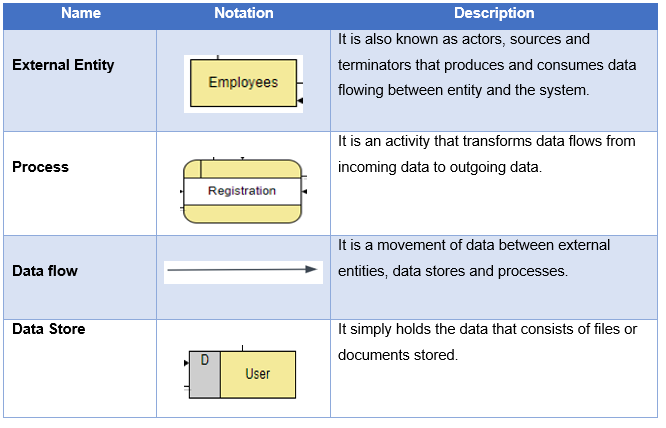 Name Notation Description
External Entity
Employees
It is also known as actors, sources and
terminators that produces and consumes data
flowing between entity and the system.
Process
Registration
It is an activity that transforms data flows from
incoming data to outgoing data.
Data flow
It is a movement of data between external
entities, data stores and processes.
Data Store
D
User
It simply holds the data that consists of files or
documents stored.